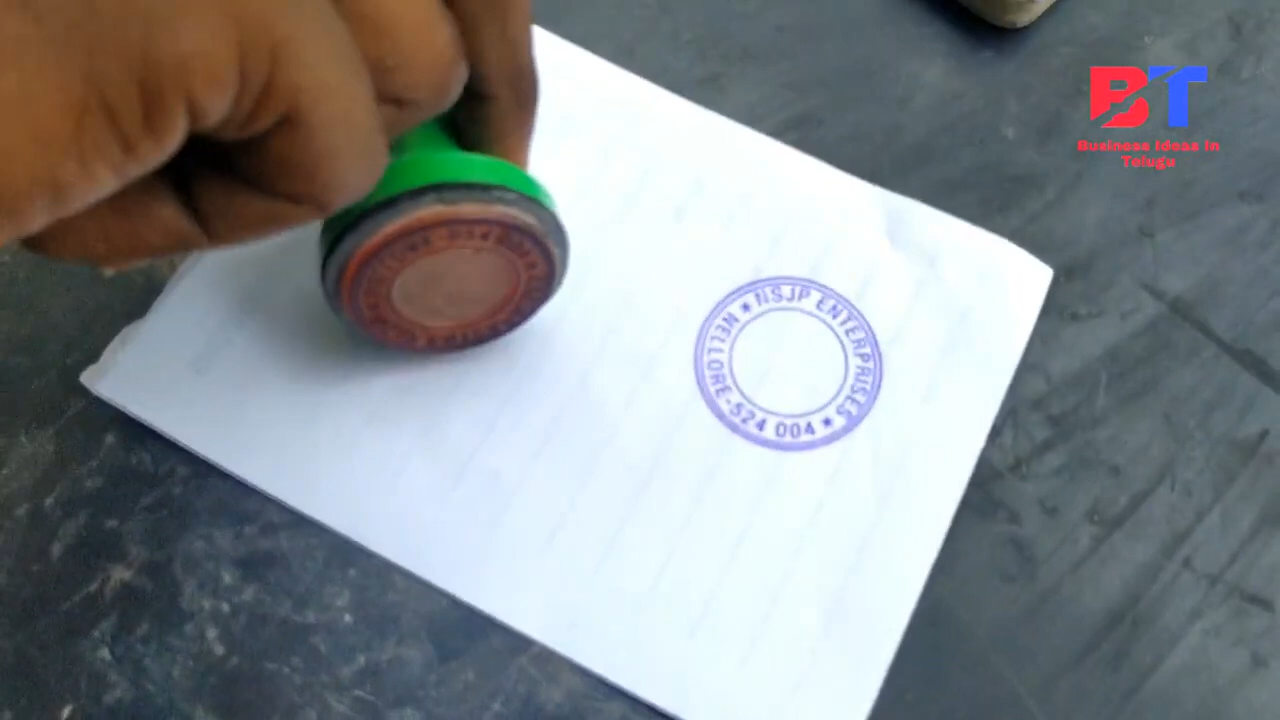 BT
Business Ideas in
Telugu
★ NSJP ENTERPRISES ★
NELLORE-524 004